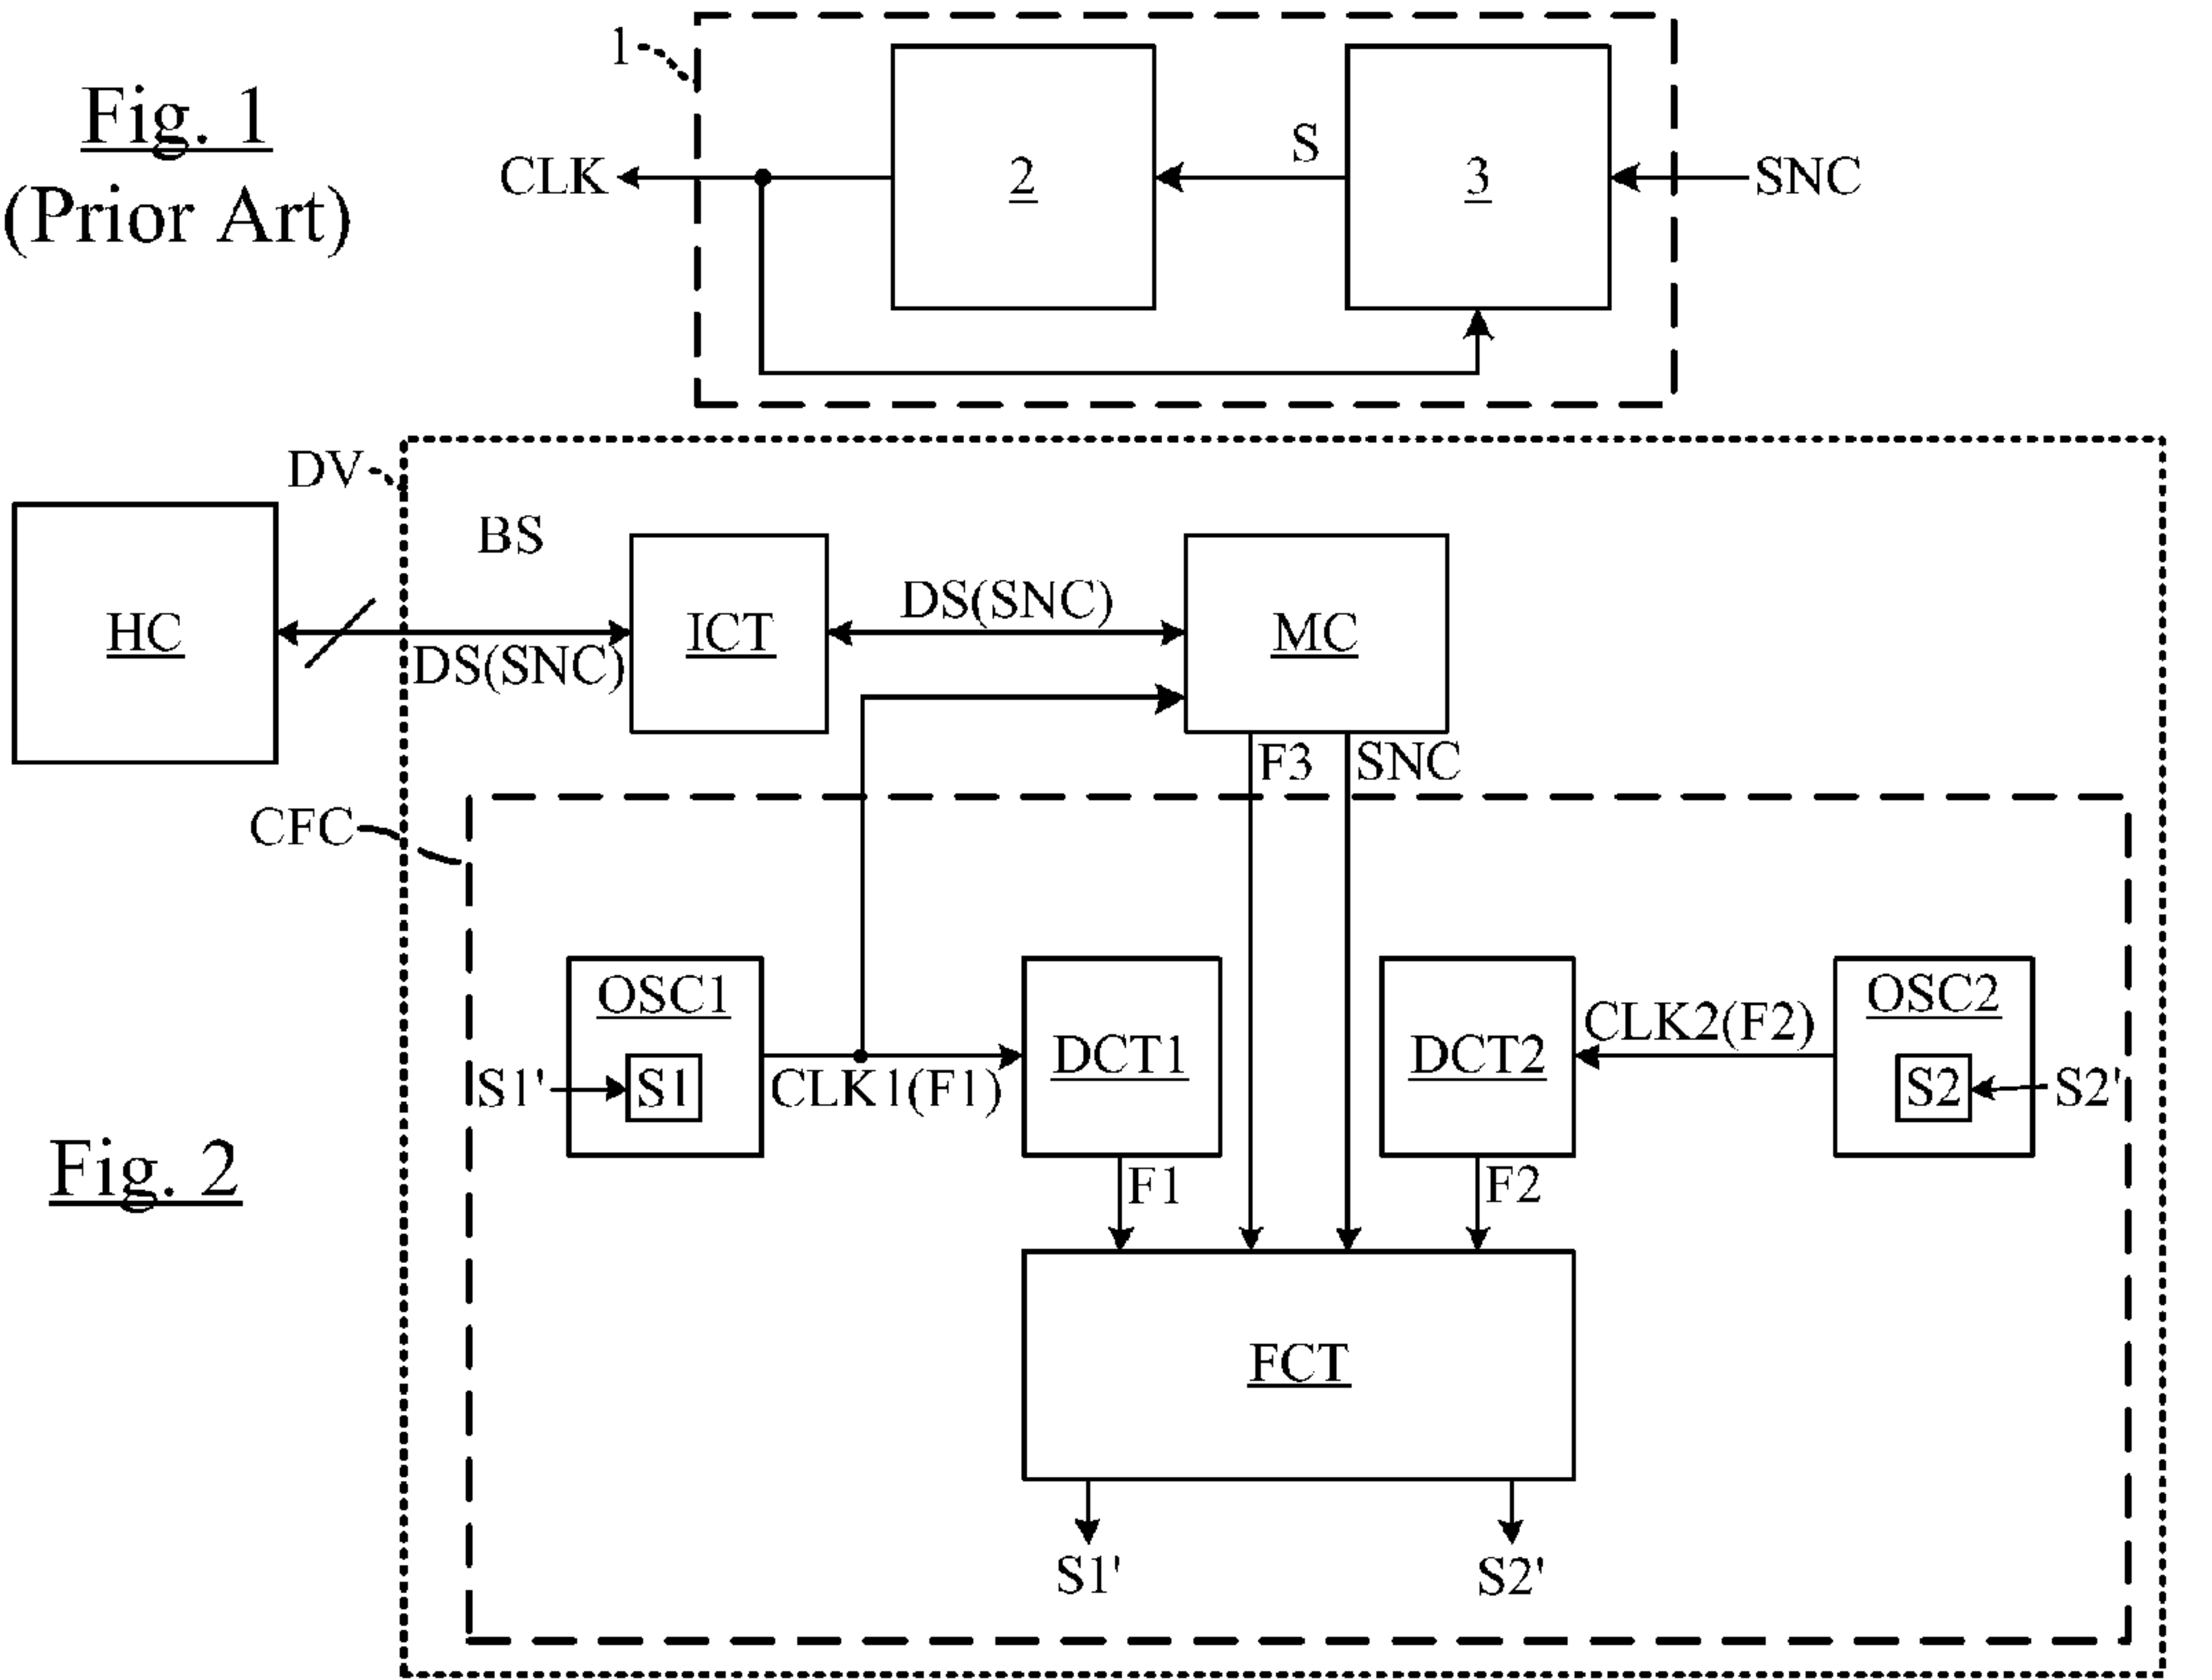 Fig. 1
(Prior Art)
1
CLK
2
S
3
SNC
DV
BS
HC
DS(SNC)
ICT
DS(SNC)
MC
F3
SNC
CFC
OSC1
S1'
S1
CLK1(F1)
DCT1
DCT2
CLK2(F2)
OSC2
S2
S2'
F1
F2
Fig. 2
FCT
S1'
S2'